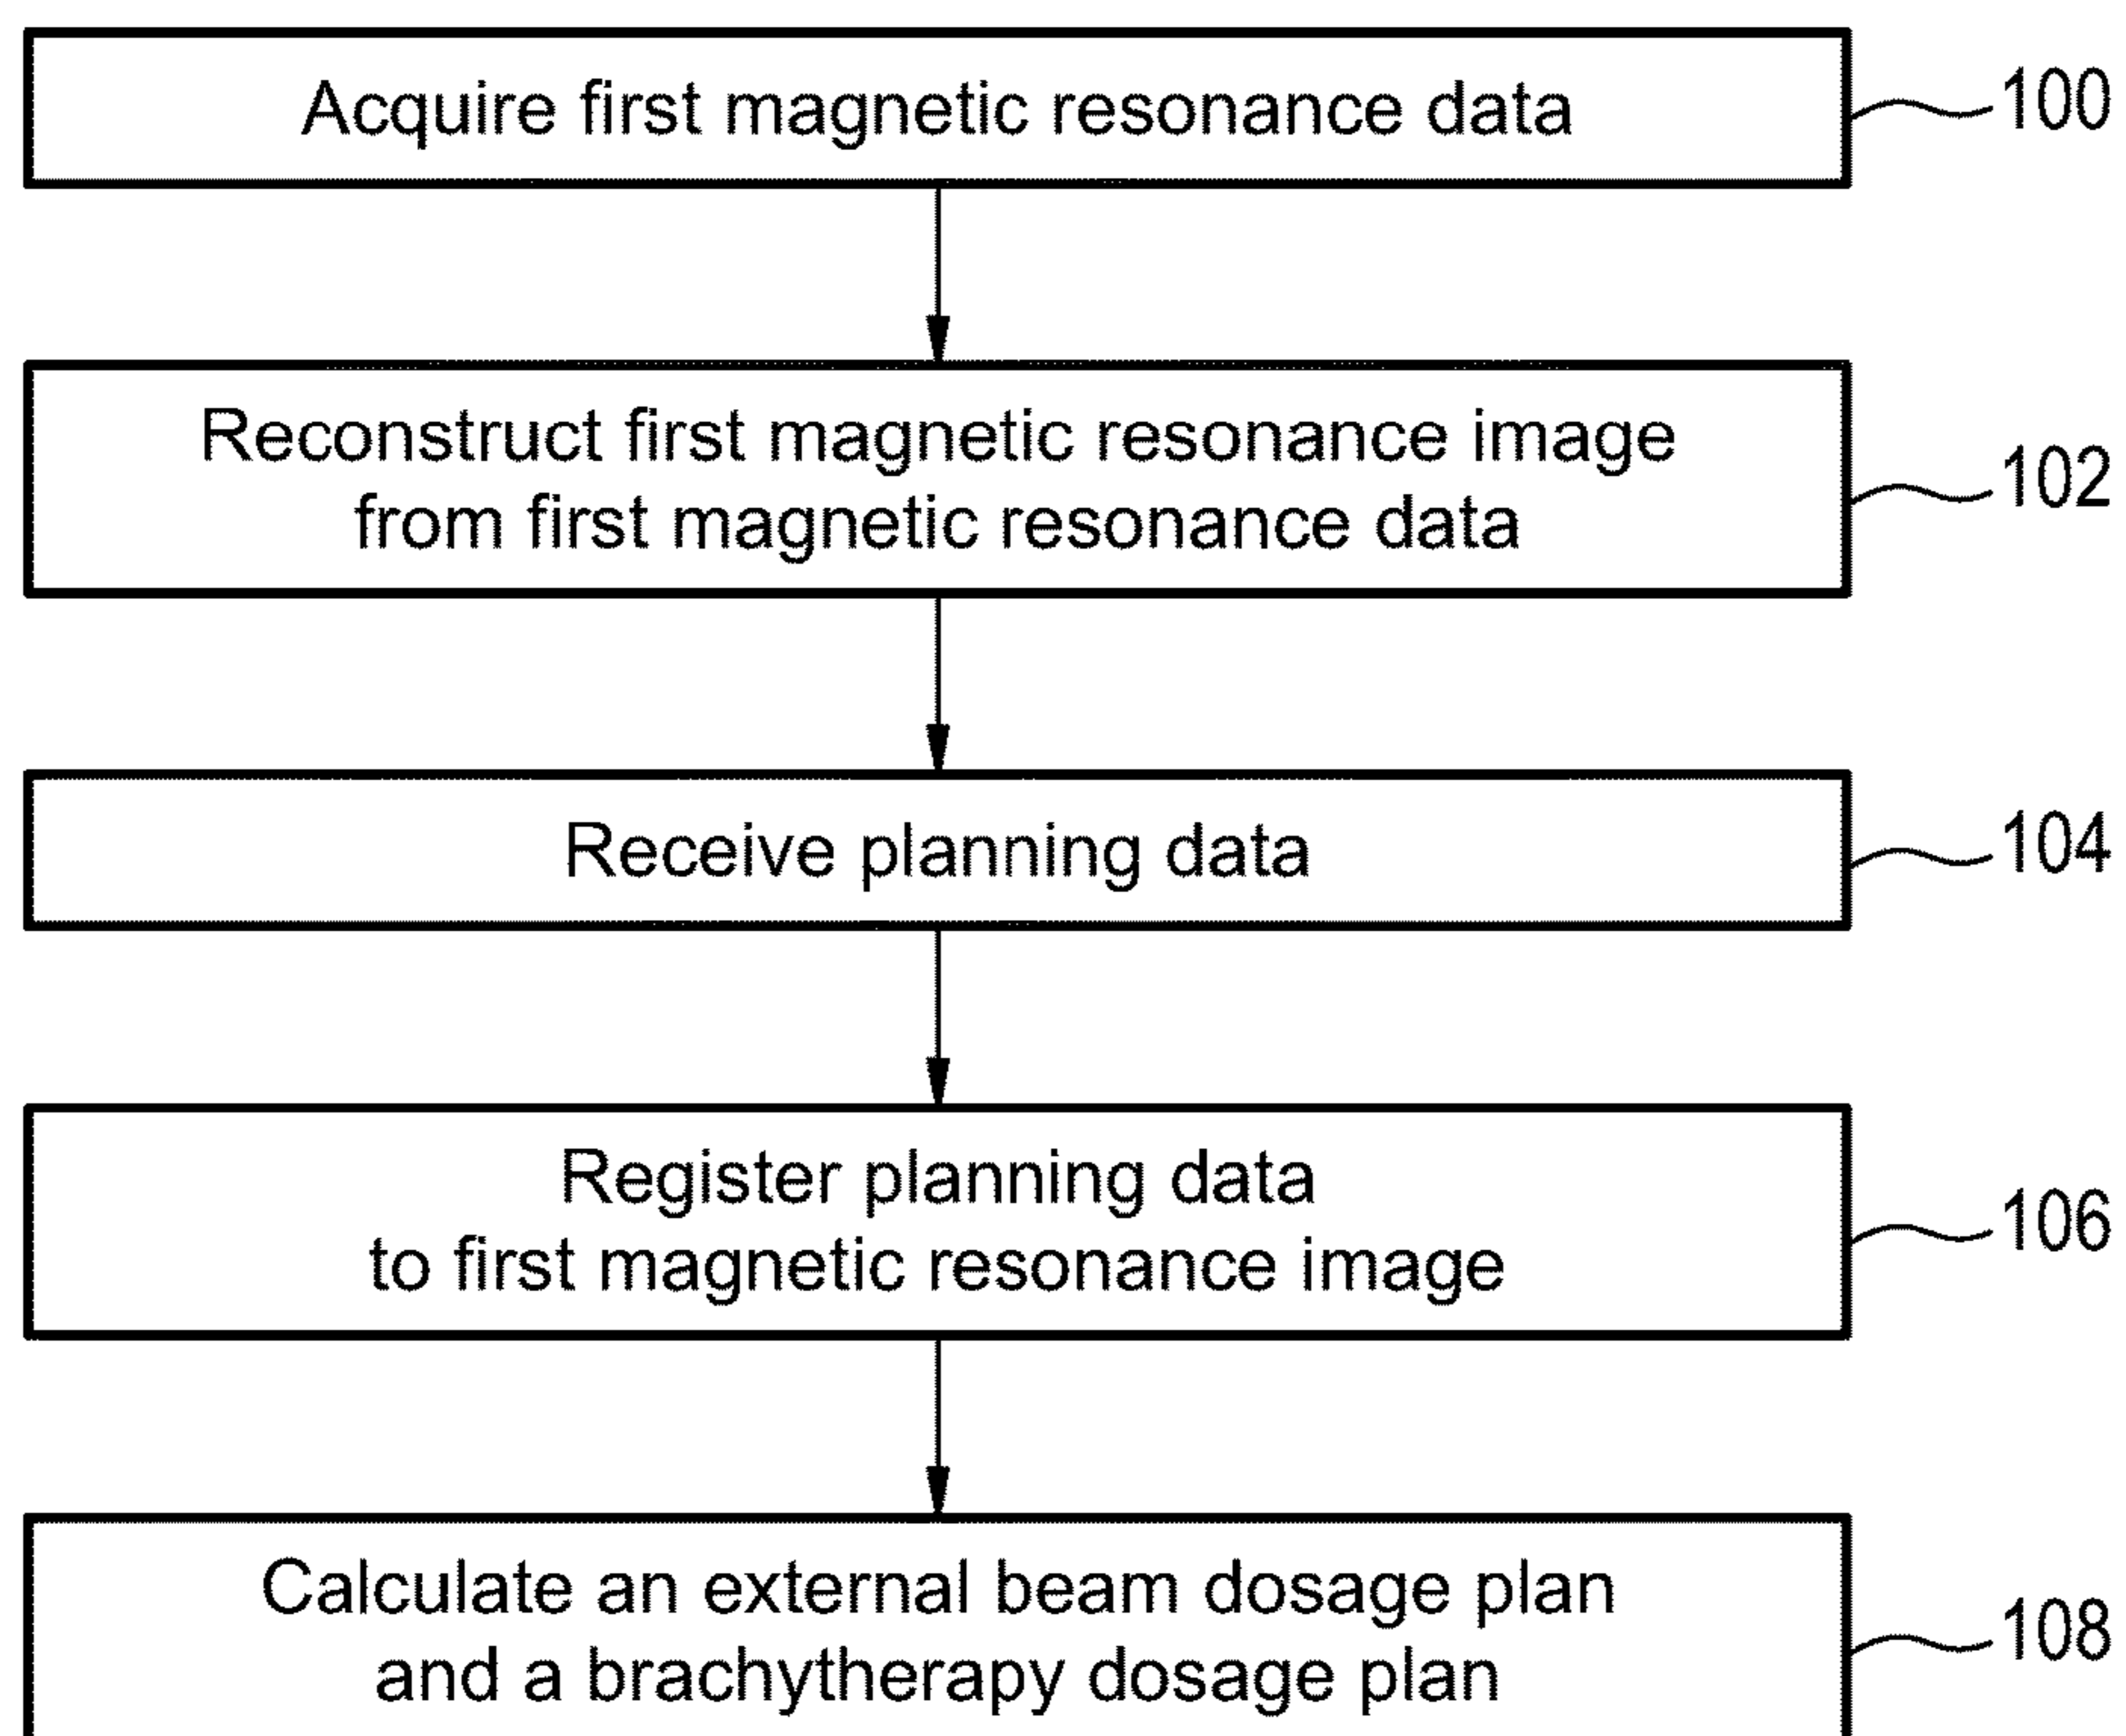 Acquire first magnetic resonance data
100
Reconstruct first magnetic resonance image
from first magnetic resonance data
102
Receive planning data
104
Register planning data
to first magnetic resonance image
106
Calculate an external beam dosage plan
and a brachytherapy dosage plan
108